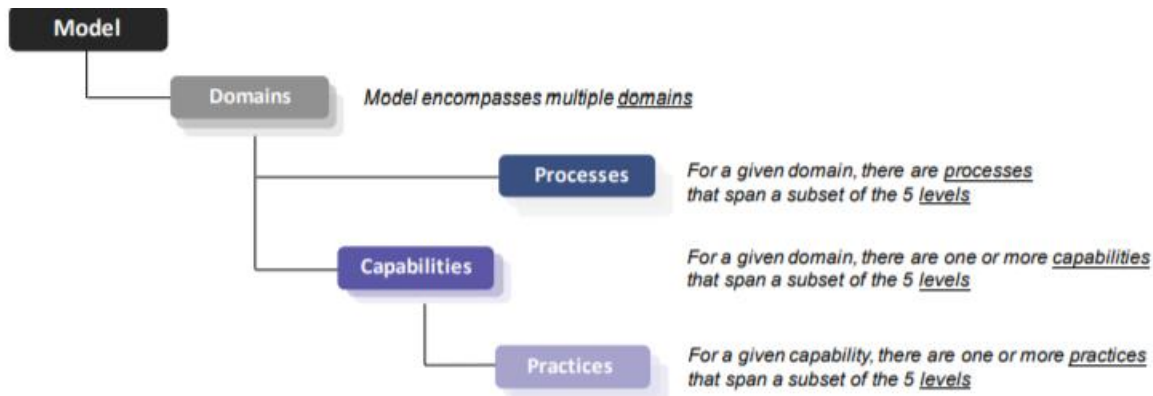 Model
Domains
Model encompasses multiple domains
Processes
For a given domain, there are processes
that span a subset of the 5 levels
Capabilities
For a given domain, there are one or more capabilities
that span a subset of the 5 levels
Practices
For a given capability, there are one or more practices
that span a subset of the 5 levels